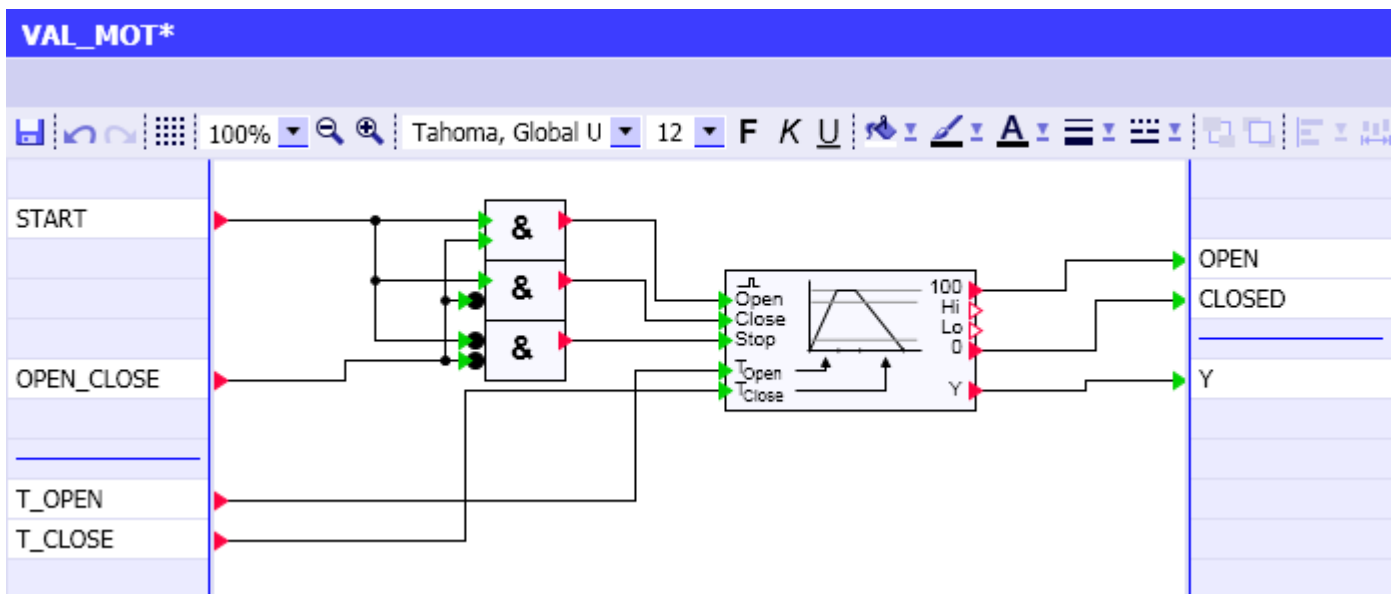 VAL_MOT*
100% Tahoma, Global U 12 F K U A
START
OPEN_CLOSE
T_OPEN
T_CLOSE
&
&
&
Open
Close
Stop
TOpen
TClose
100
Hi
Lo
0
Y
OPEN
CLOSED
Y